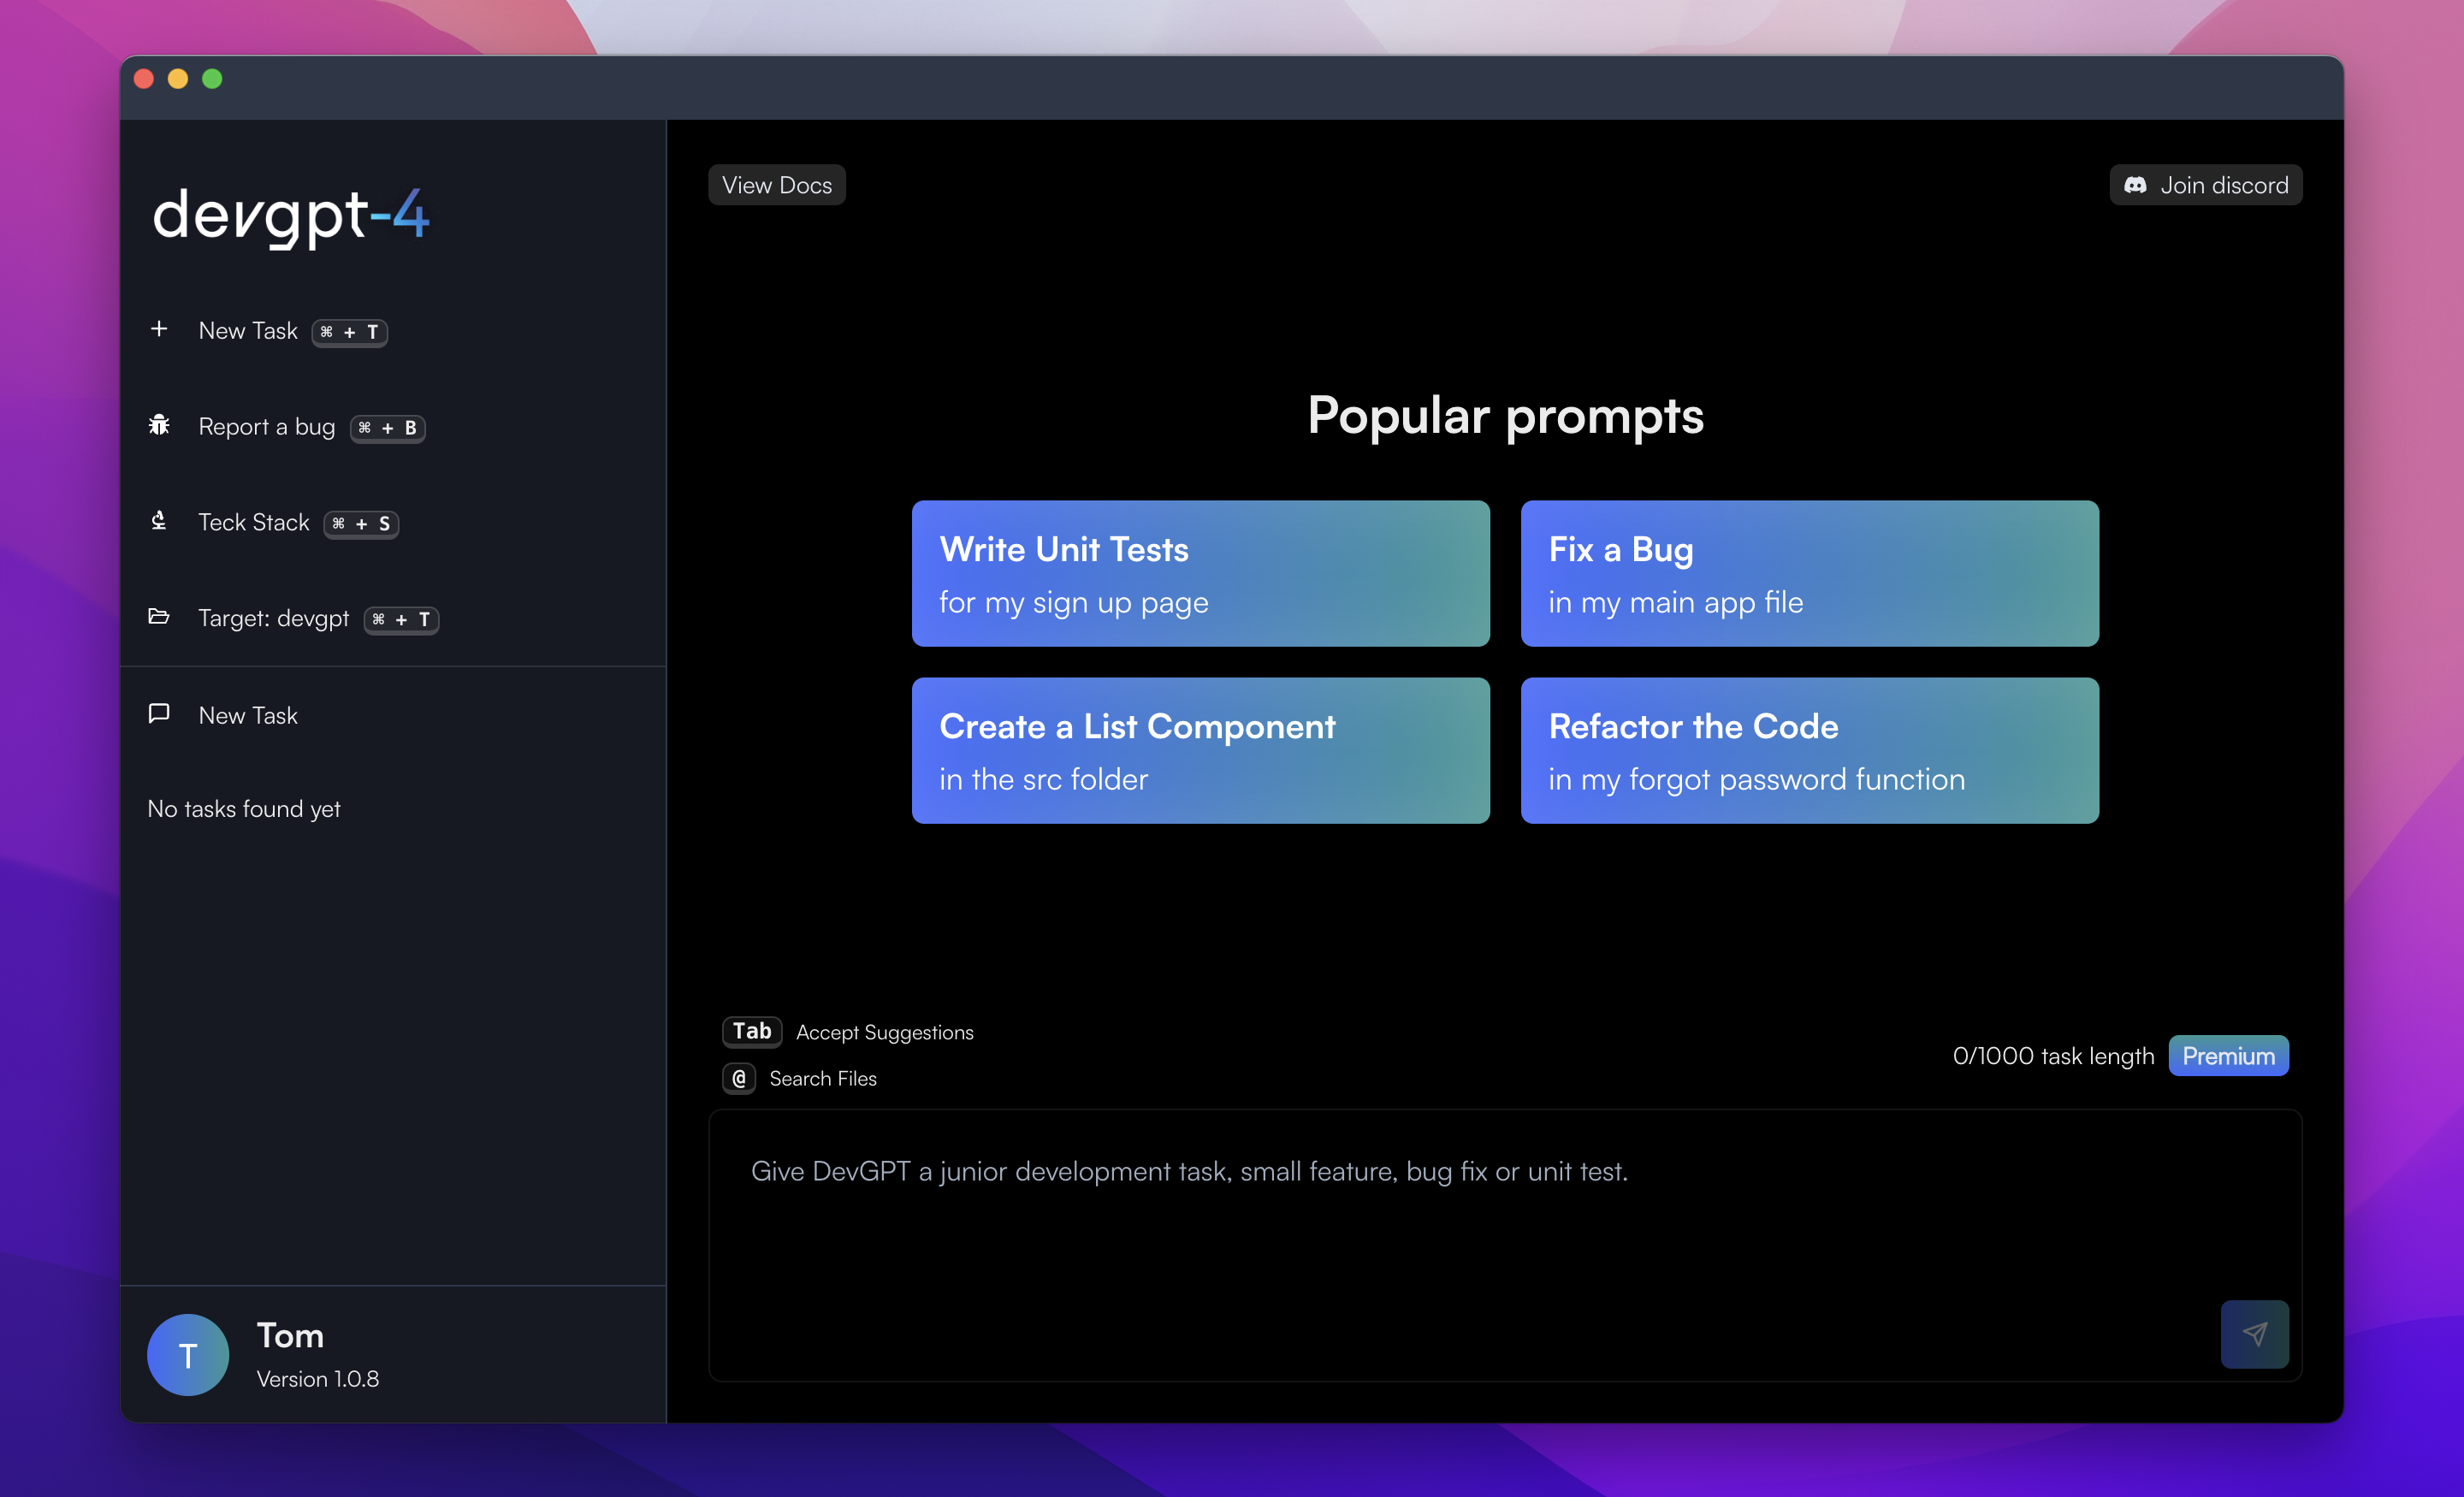 devgpt-4
New Task ⌘ + T
Report a bug ⌘ + B
Teck Stack ⌘ + S
Target: devgpt ⌘ + T
New Task
No tasks found yet
T
Tom
Version 1.0.8
View Docs
Join discord
Popular prompts
Write Unit Tests
for my sign up page
Fix a Bug
in my main app file
Create a List Component
in the src folder
Refactor the Code
in my forgot password function
Tab Accept Suggestions
@ Search Files
0/1000 task length Premium
Give DevGPT a junior development task, small feature, bug fix or unit test.